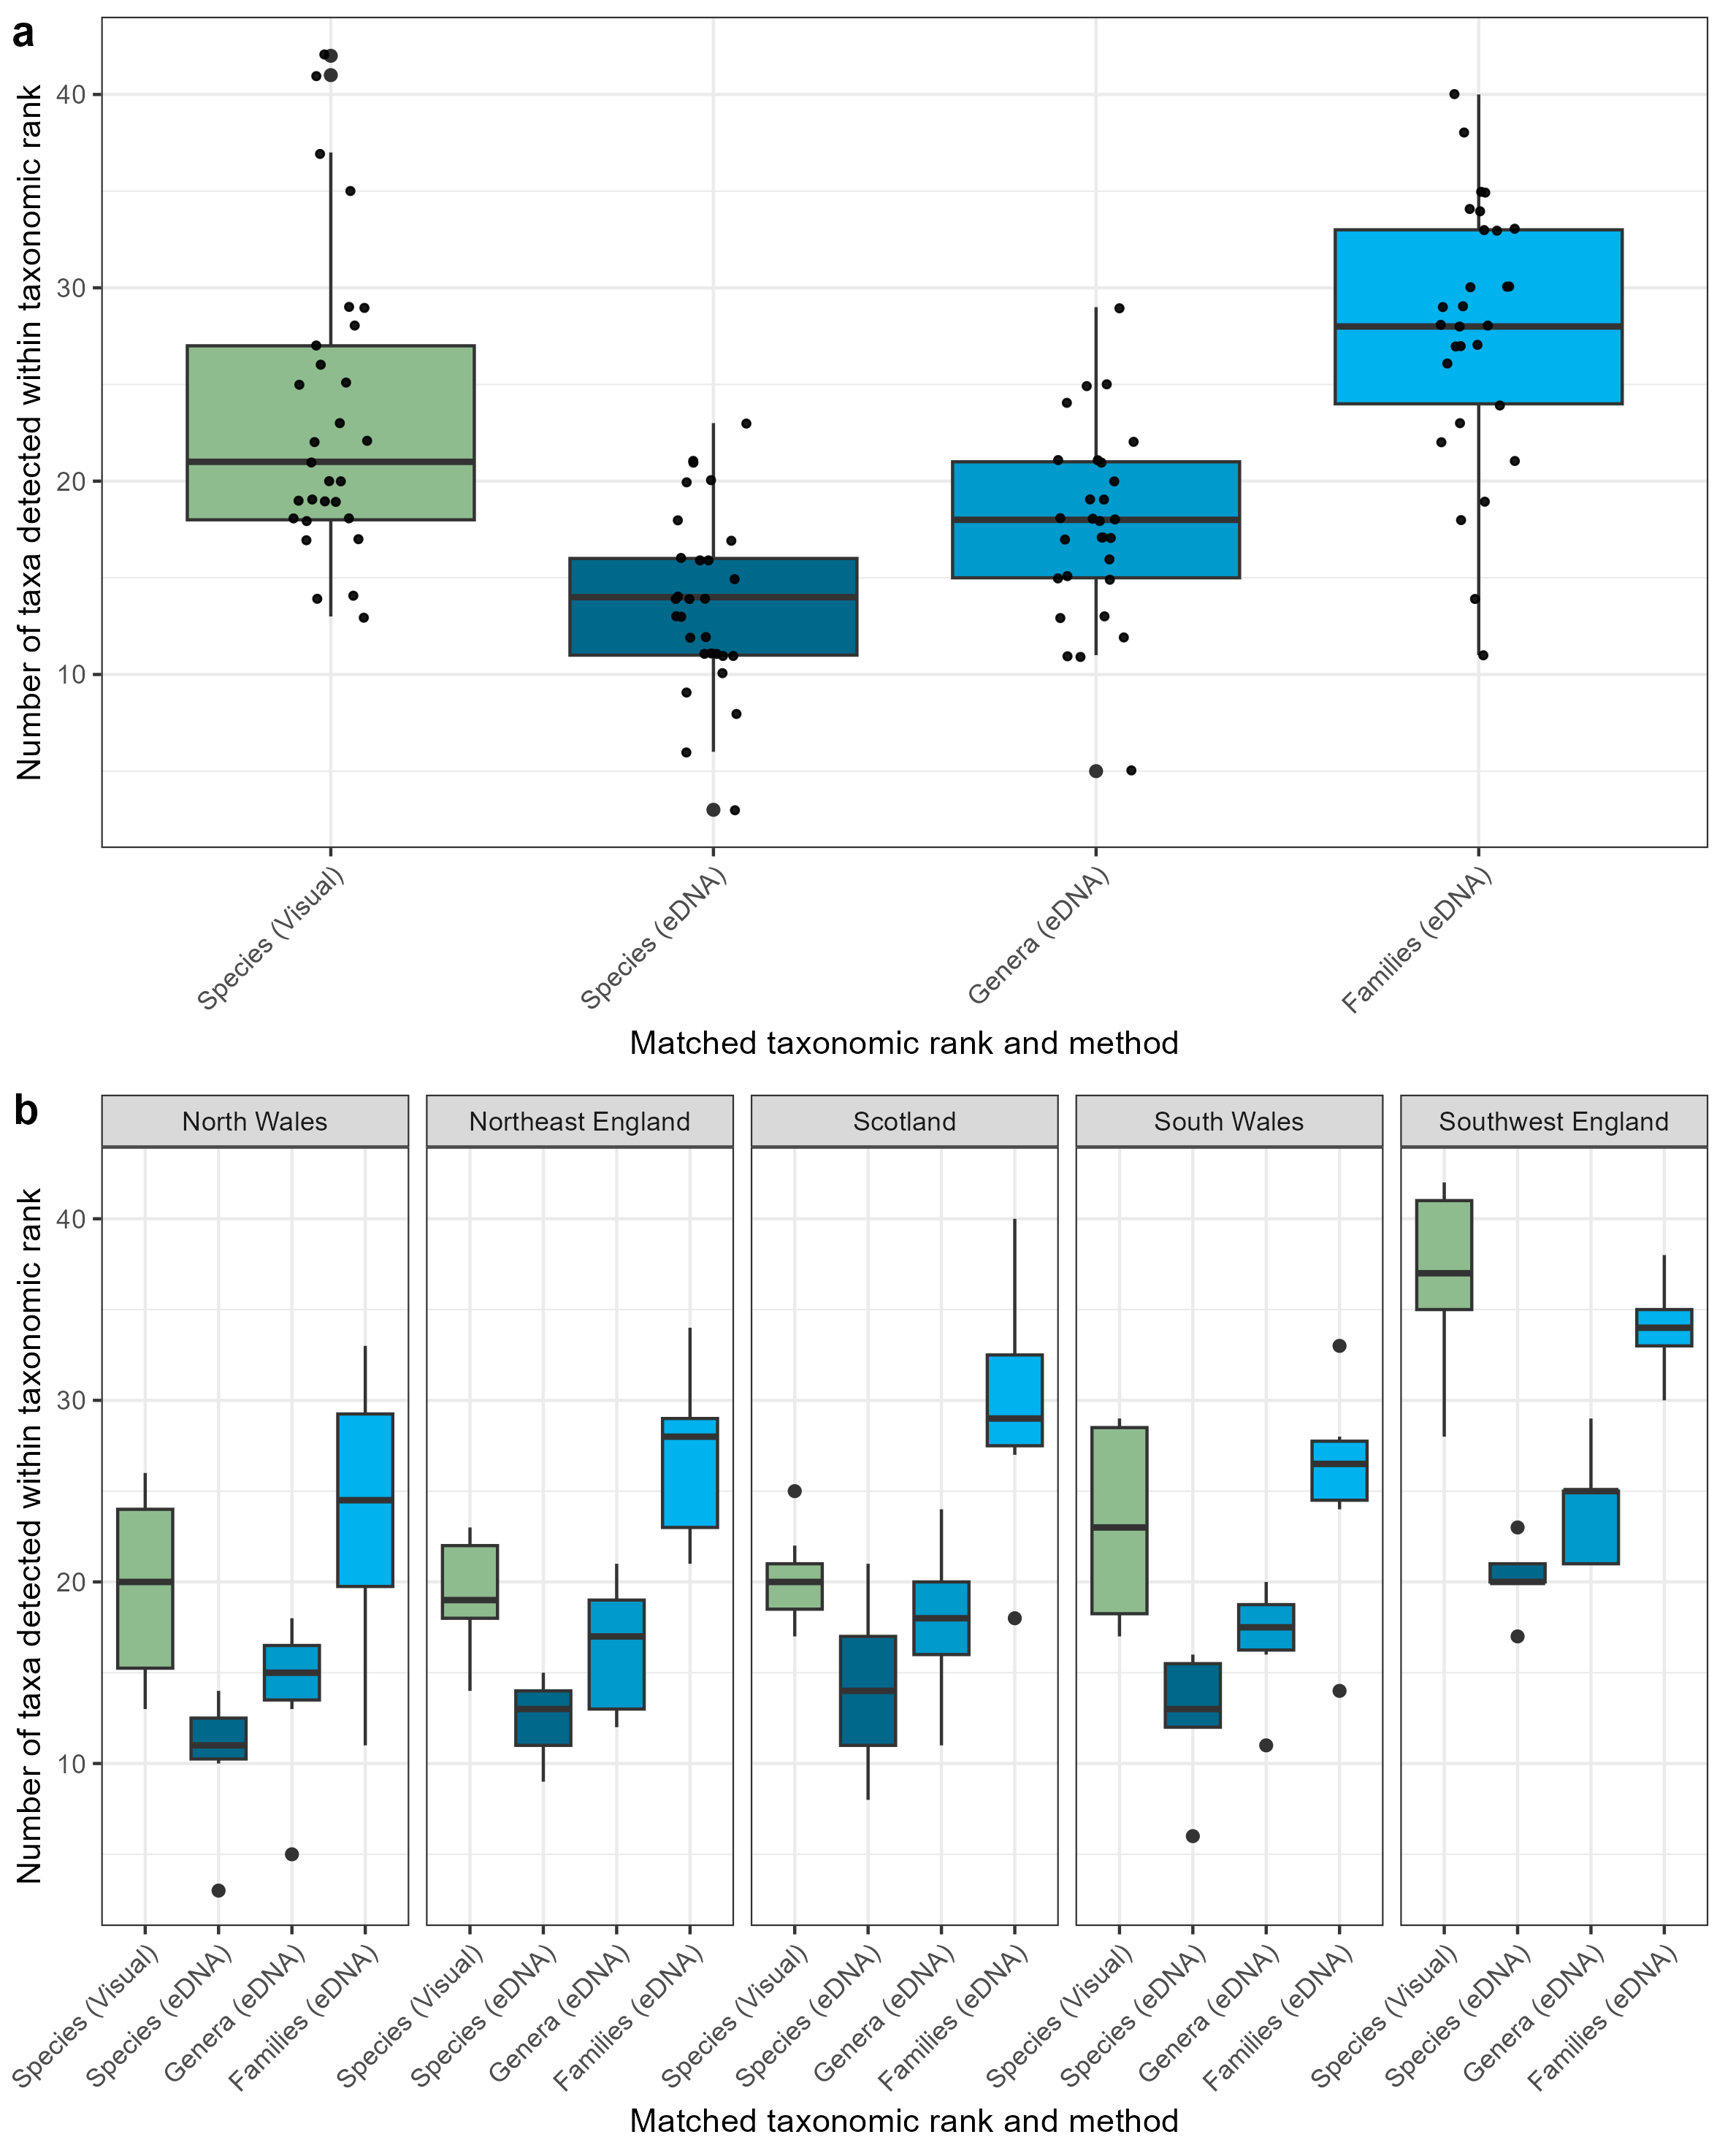 a
Number of taxa detected within taxonomic rank
40
30
20
10
Species (Visual)
Species (eDNA)
Genera (eDNA)
Families (eDNA)
Matched taxonomic rank and method
b
North Wales
Northeast England
Scotland
South Wales
Southwest England
Number of taxa detected within taxonomic rank
40
30
20
10
Species (Visual)
Species (eDNA)
Genera (eDNA)
Families (eDNA)
Species (Visual)
Species (eDNA)
Genera (eDNA)
Families (eDNA)
Species (Visual)
Species (eDNA)
Genera (eDNA)
Families (eDNA)
Species (Visual)
Species (eDNA)
Genera (eDNA)
Families (eDNA)
Species (Visual)
Species (eDNA)
Genera (eDNA)
Families (eDNA)
Matched taxonomic rank and method